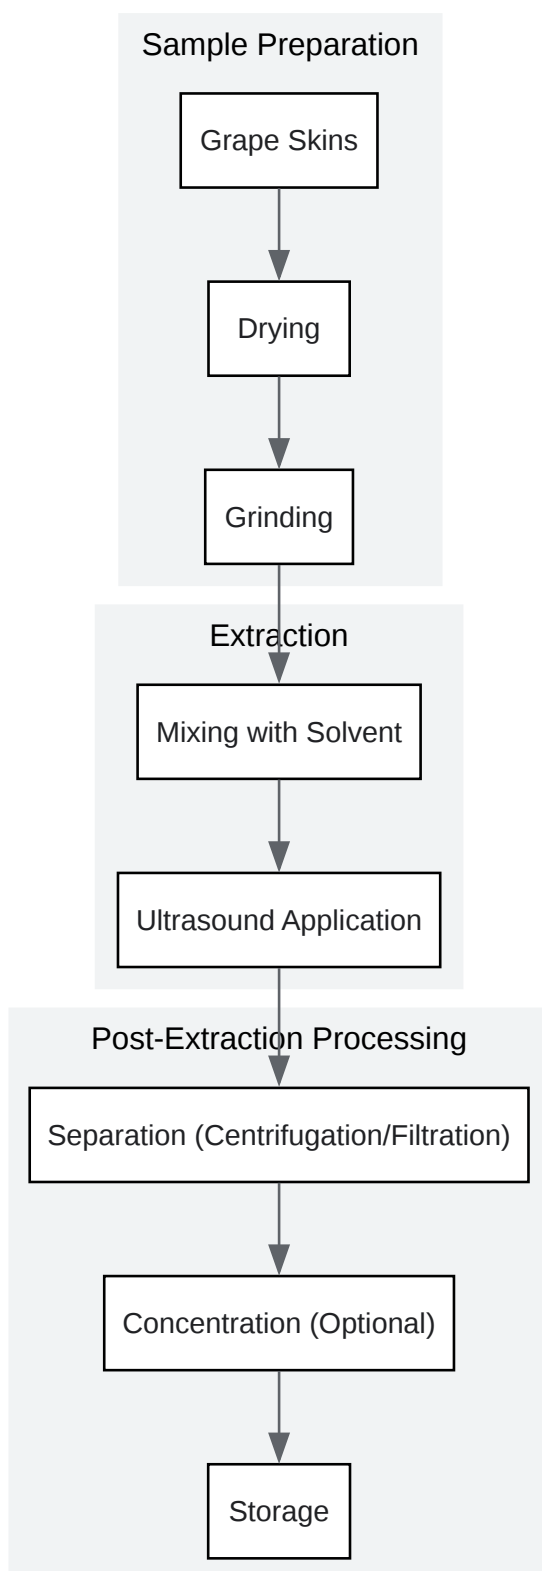 Sample Preparation
Grape Skins
Drying
Grinding
Extraction
Mixing with Solvent
Ultrasound Application
Post-Extraction Processing
Separation (Centrifugation/Filtration)
Concentration (Optional)
Storage